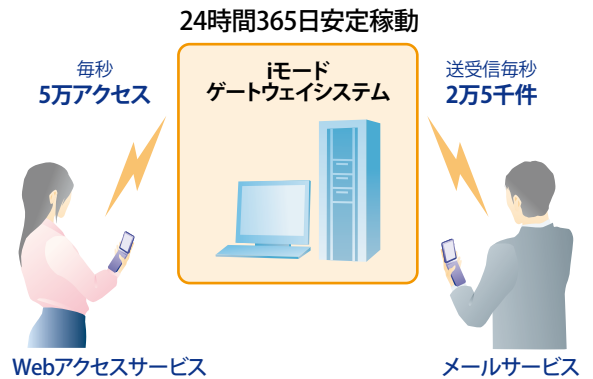 24時間365日安定稼動
毎秒
5万アクセス
iモード
ゲートウェイシステム
送受信毎秒
2万5千件
Webアクセスサービス
メールサービス